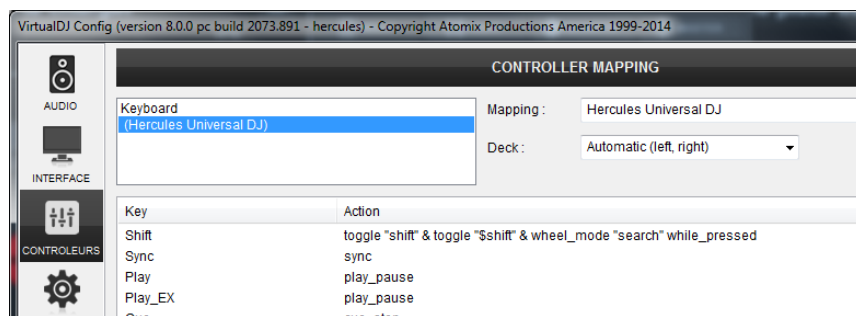 VirtualDJ Config (version 8.0.0 pc build 2073.891 - hercules) - Copyright Atomix Productions America 1999-2014
CONTROLLER MAPPING
AUDIO
INTERFACE
CONTROLEURS
Keyboard
(Hercules Universal DJ)
Mapping : Hercules Universal DJ
Deck : Automatic (left, right)
Key Action
Shift toggle "shift" & toggle "$shift" & wheel_mode "search" while_pressed
Sync sync
Play play_pause
Play_EX play_pause